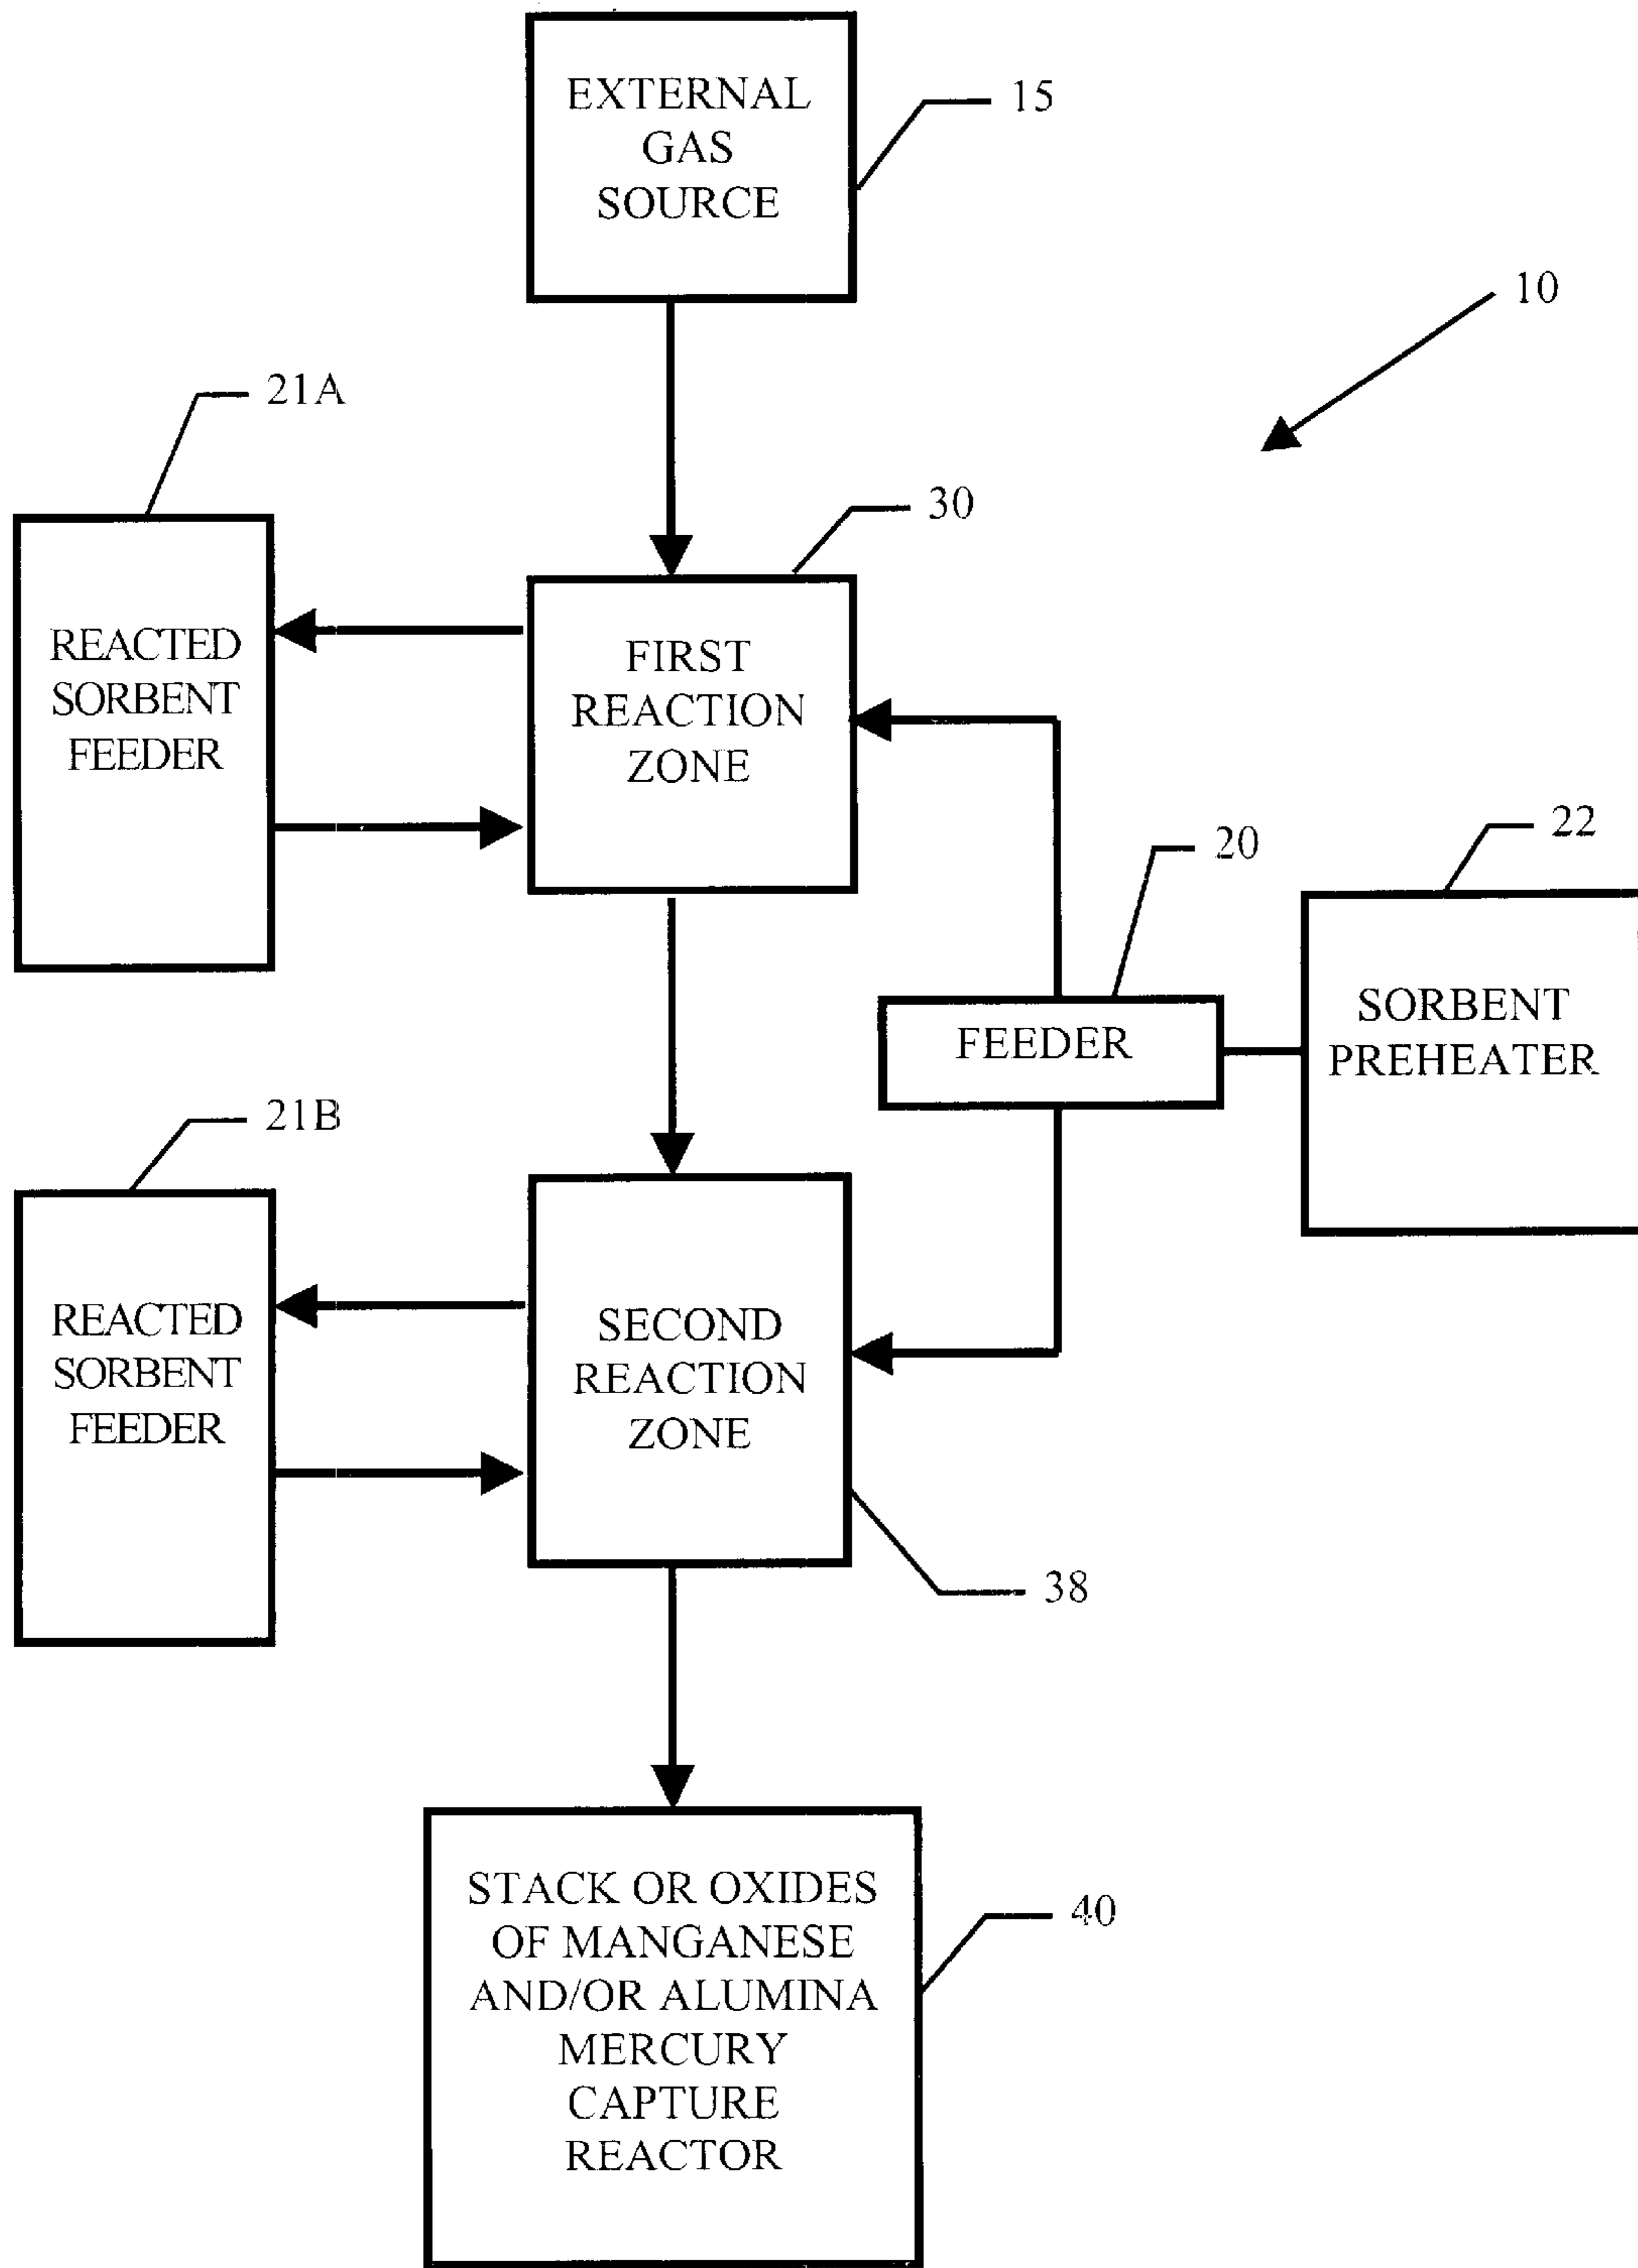 EXTERNAL
GAS
SOURCE
15
10
21A
30
REACTED
SORBENT
FEEDER
FIRST
REACTION
ZONE
20
22
FEEDER
SORBENT
PREHEATER
21B
REACTED
SORBENT
FEEDER
SECOND
REACTION
ZONE
38
STACK OR OXIDES
OF MANGANESE
AND/OR ALUMINA
MERCURY
CAPTURE
REACTOR
40